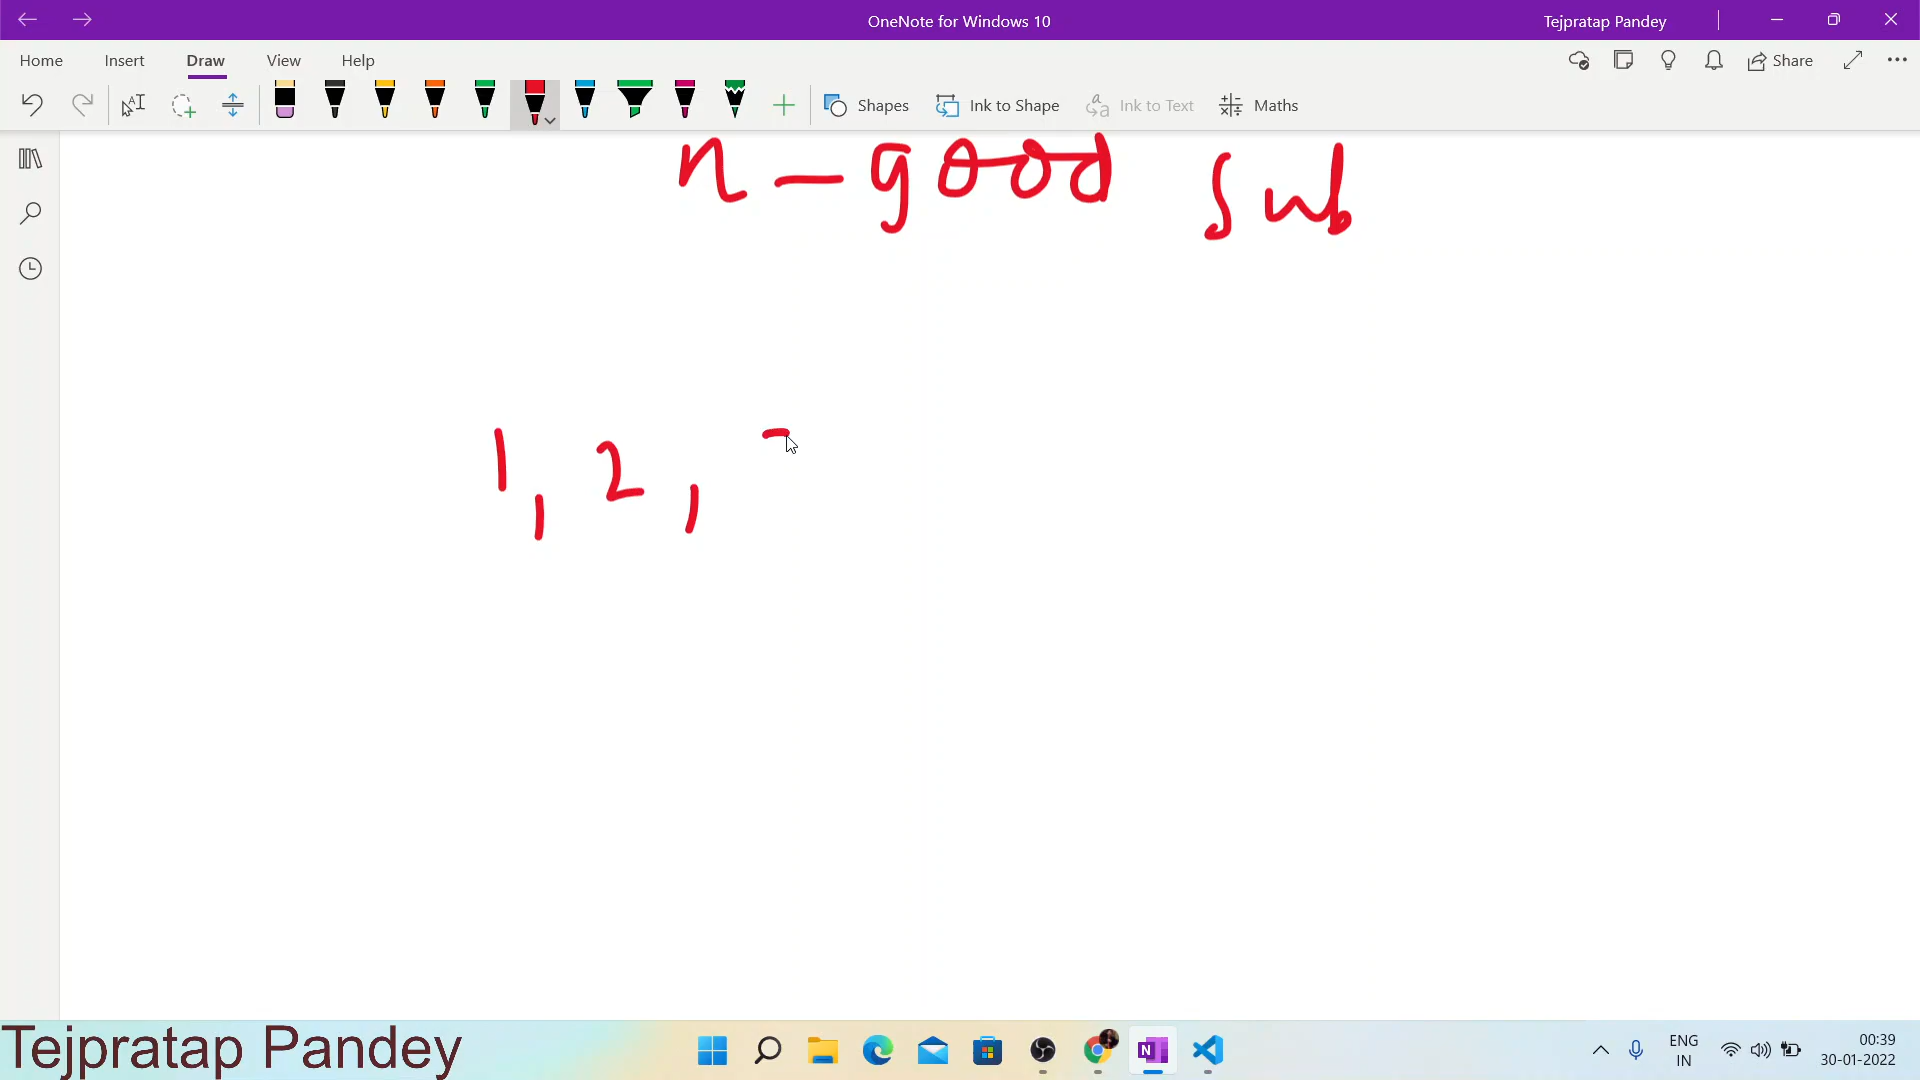 OneNote for Windows 10
Tejpratap Pandey
Home Insert Draw View Help
Share
Shapes Ink to Shape Ink to Text Maths
n - good sub
1, 2,
Tejpratap Pandey
ENG
IN
00:39
30-01-2022